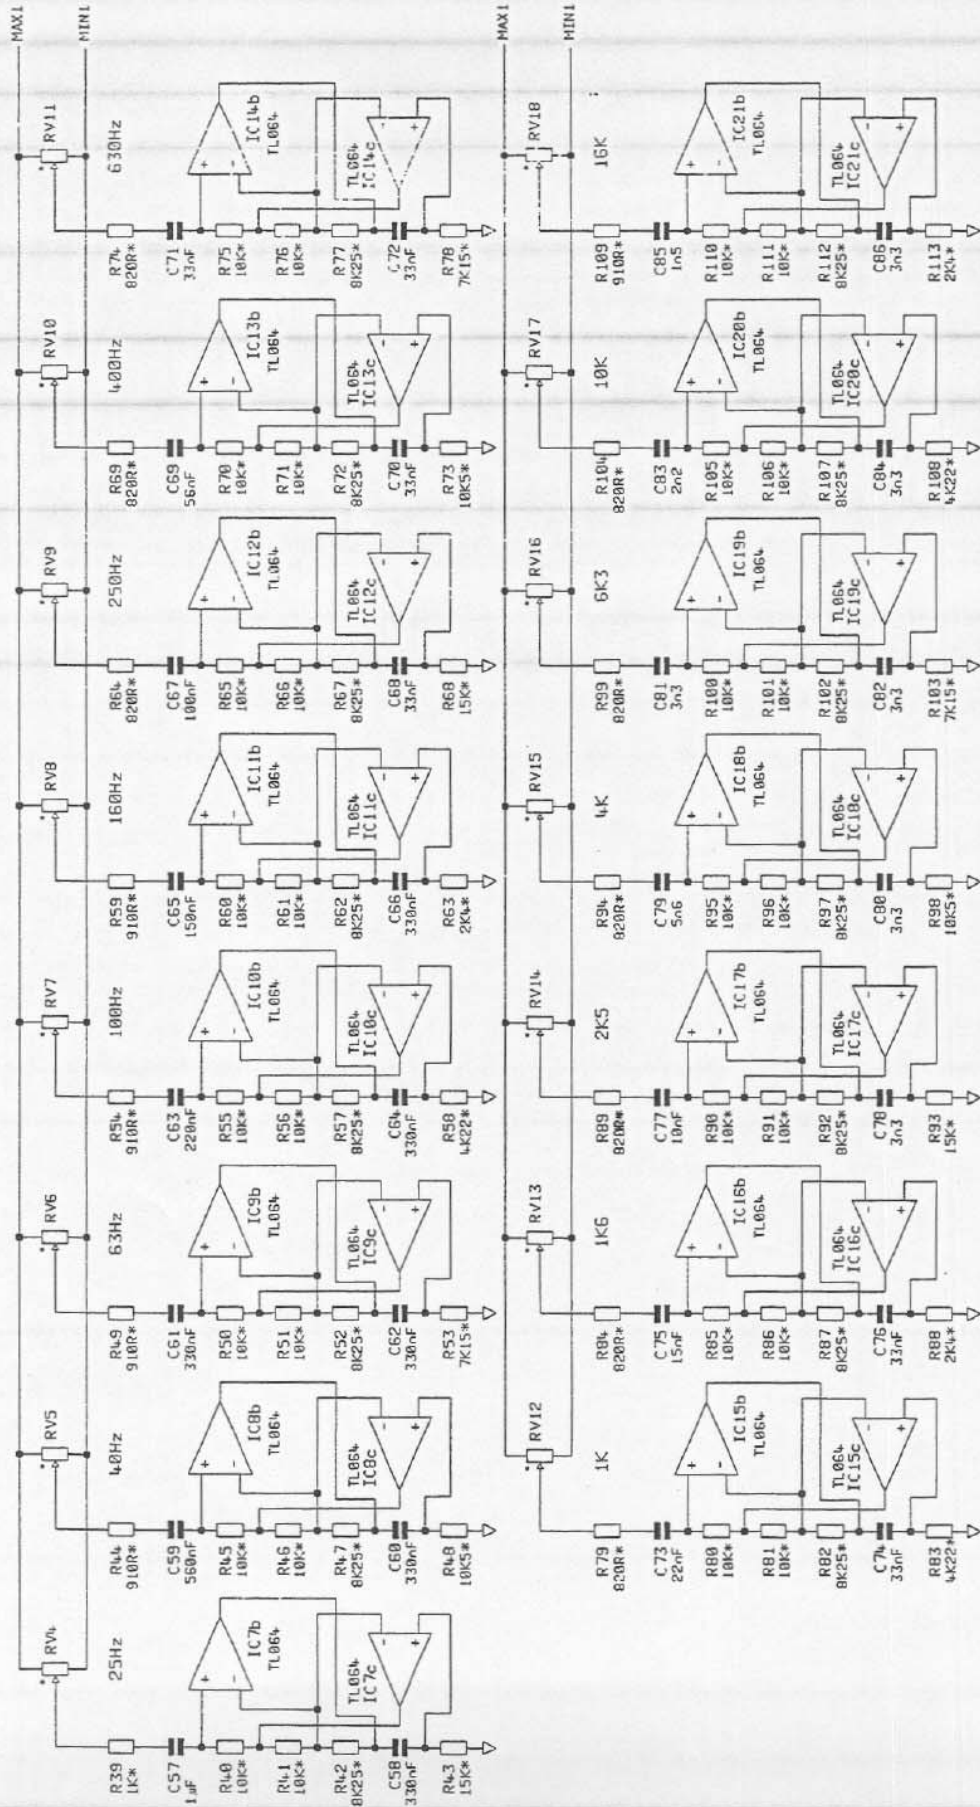 MAX1
MIN1
RV4
25Hz
R39
1K*
C57
1µF
R40
10K*
R41
10K*
R42
8K25*
C58
330nF
R43
15K*
+
-
IC7b
TL064
TL064
IC7c
-
+
RV5
40Hz
R44
910R*
C59
560nF
R45
10K*
R46
10K*
R47
8K25*
C60
330nF
R48
10K5*
+
-
IC8b
TL064
TL064
IC8c
-
+
RV6
63Hz
R49
910R*
C61
330nF
R50
10K*
R51
10K*
R52
8K25*
C62
330nF
R53
7K15*
+
-
IC9b
TL064
TL064
IC9c
-
+
RV7
100Hz
R54
910R*
C63
220nF
R55
10K*
R56
10K*
R57
8K25*
C64
330nF
R58
4K22*
+
-
IC10b
TL064
TL064
IC10c
-
+
RV8
160Hz
R59
910R*
C65
150nF
R60
10K*
R61
10K*
R62
8K25*
C66
330nF
R63
2K4*
+
-
IC11b
TL064
TL064
IC11c
-
+
RV9
250Hz
R64
820R*
C67
100nF
R65
10K*
R66
10K*
R67
8K25*
C68
33nF
R68
15K*
+
-
IC12b
TL064
TL064
IC12c
-
+
RV10
400Hz
R69
820R*
C69
56nF
R70
10K*
R71
10K*
R72
8K25*
C70
33nF
R73
10K5*
+
-
IC13b
TL064
TL064
IC13c
-
+
RV11
630Hz
R74
820R*
C71
33nF
R75
10K*
R76
10K*
R77
8K25*
C72
33nF
R78
7K15*
+
-
IC14b
TL064
TL064
IC14c
-
+
MAX1
MIN1
RV12
1K
R79
820R*
C73
22nF
R80
10K*
R81
10K*
R82
8K25*
C74
33nF
R83
4K22*
+
-
IC15b
TL064
TL064
IC15c
-
+
RV13
1K6
R84
820R*
C75
15nF
R85
10K*
R86
10K*
R87
8K25*
C76
33nF
R88
2K4*
+
-
IC16b
TL064
TL064
IC16c
-
+
RV14
2K5
R89
820R*
C77
10nF
R90
10K*
R91
10K*
R92
8K25*
C78
3n3
R93
15K*
+
-
IC17b
TL064
TL064
IC17c
-
+
RV15
4K
R94
820R*
C79
5n6
R95
10K*
R96
10K*
R97
8K25*
C80
3n3
R98
10K5*
+
-
IC18b
TL064
TL064
IC18c
-
+
RV16
6K3
R99
820R*
C81
3n3
R100
10K*
R101
10K*
R102
8K25*
C82
3n3
R103
7K15*
+
-
IC19b
TL064
TL064
IC19c
-
+
RV17
10K
R104
820R*
C83
2n2
R105
10K*
R106
10K*
R107
8K25*
C84
3n3
R108
4K22*
+
-
IC20b
TL064
TL064
IC20c
-
+
RV18
16K
R109
910R*
C85
1n5
R110
10K*
R111
10K*
R112
8K25*
C86
3n3
R113
2K4*
+
-
IC21b
TL064
TL064
IC21c
-
+